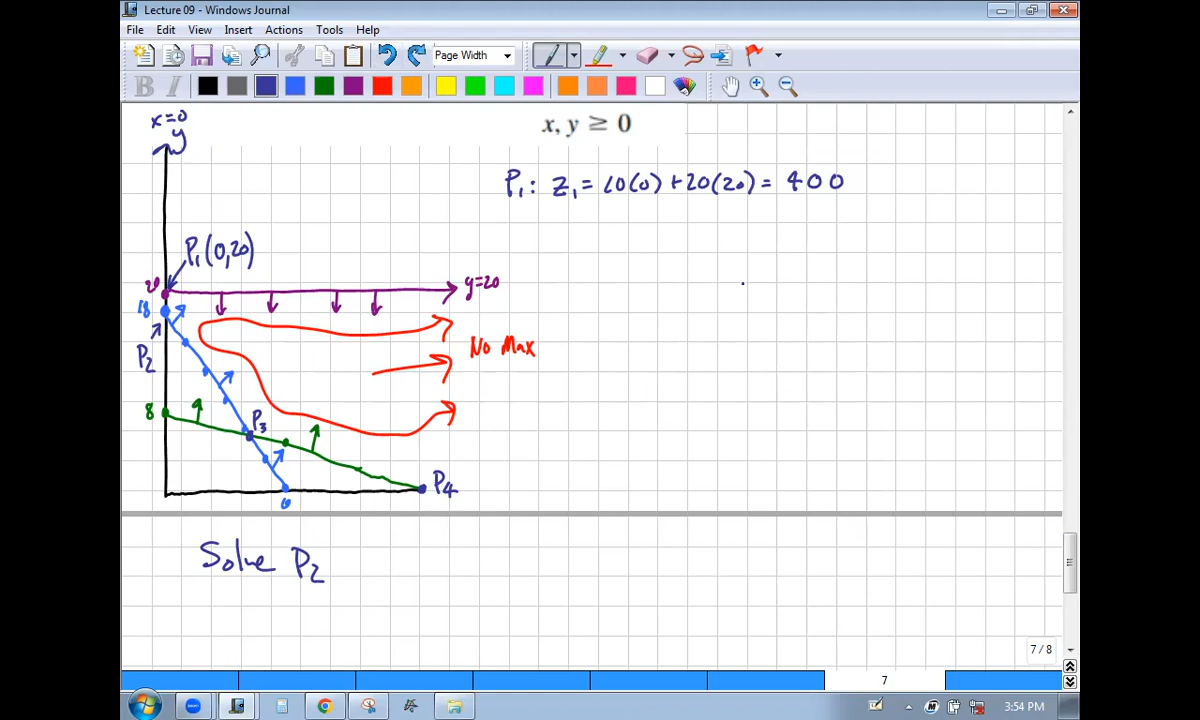 Lecture 09 - Windows Journal
File Edit View Insert Actions Tools Help
Page Width
B I
x=0
y
x, y ≥ 0
P₁: Z₁ = 10(0) + 20(20) = 400
P₁(0,20)
20
y=20
18
P₂
No Max
8
P₃
P₄
6
Solve P₂
7 / 8
7
3:54 PM